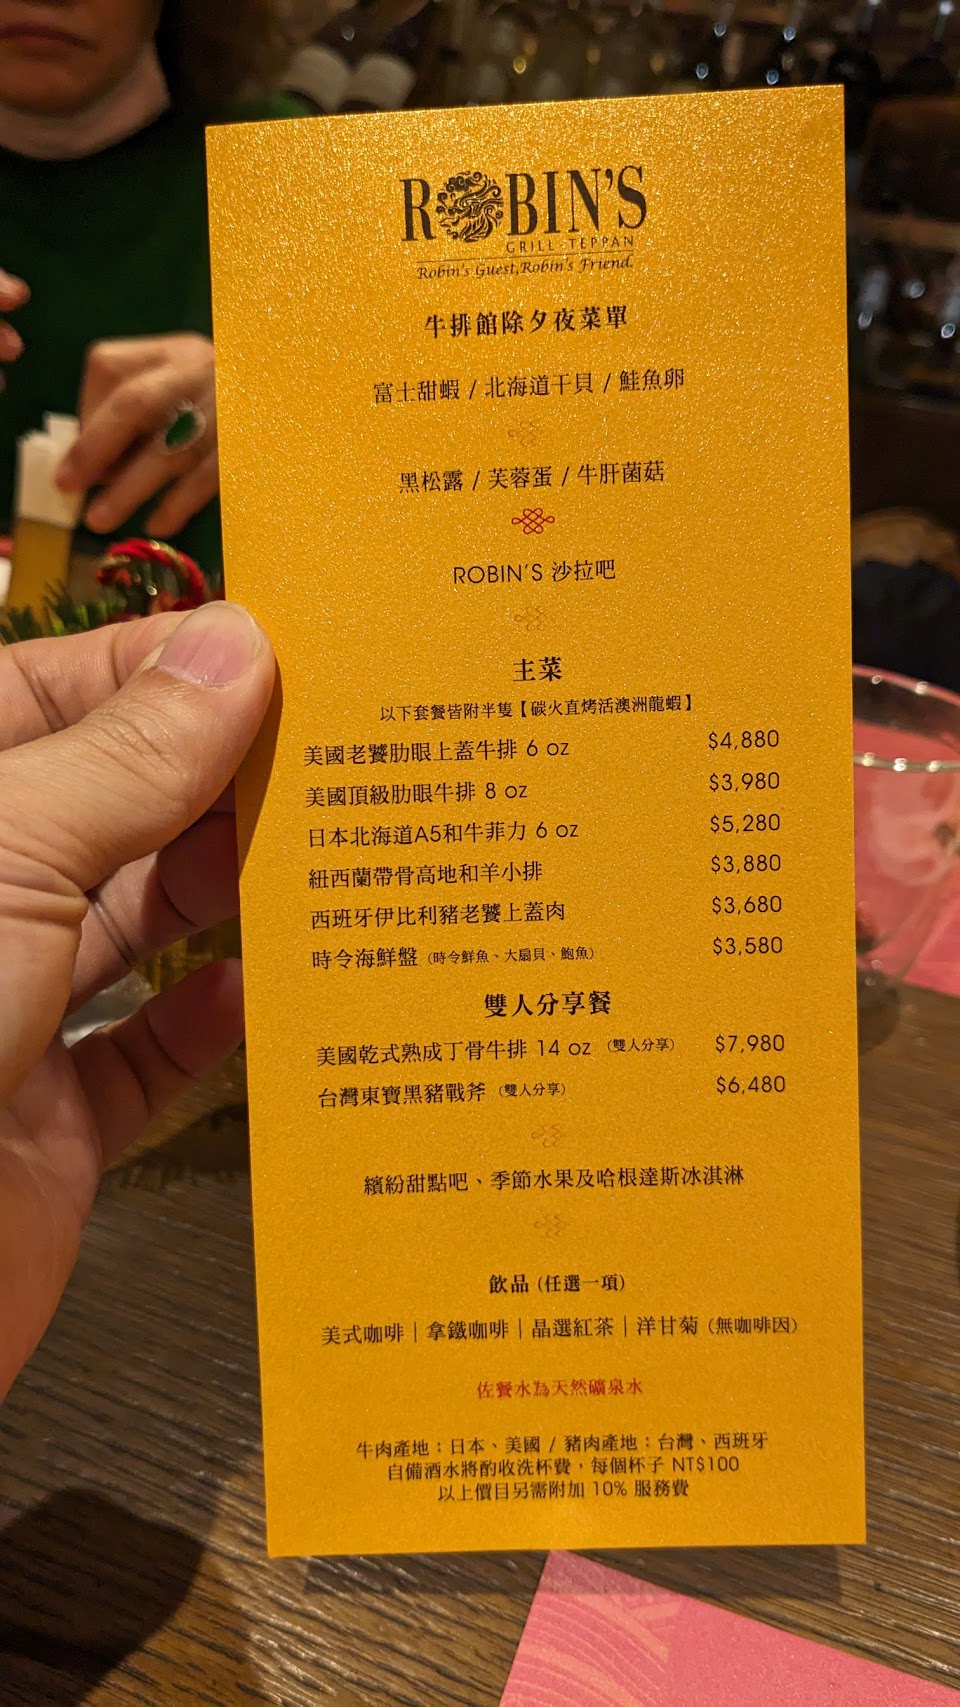 ROBIN'S
GRILL · TEPPAN
Robin's Guest,Robin's Friend.
牛排館除夕夜菜單
富士甜蝦 / 北海道干貝 / 鮭魚卵
黑松露 / 芙蓉蛋 / 牛肝菌菇
ROBIN'S 沙拉吧
主菜
以下套餐皆附半隻【碳火直烤活澳洲龍蝦】
美國老饕肋眼上蓋牛排 6 oz $4,880
美國頂級肋眼牛排 8 oz $3,980
日本北海道A5和牛菲力 6 oz $5,280
紐西蘭帶骨高地和羊小排 $3,880
西班牙伊比利豬老饕上蓋肉 $3,680
時令海鮮盤 (時令鮮魚、大扇貝、鮑魚) $3,580
雙人分享餐
美國乾式熟成丁骨牛排 14 oz (雙人分享) $7,980
台灣東寶黑豬戰斧 (雙人分享) $6,480
繽紛甜點吧、季節水果及哈根達斯冰淇淋
飲品 (任選一項)
美式咖啡｜拿鐵咖啡｜晶選紅茶｜洋甘菊 (無咖啡因)
佐餐水為天然礦泉水
牛肉產地：日本、美國 / 豬肉產地：台灣、西班牙
自備酒水將酌收洗杯費，每個杯子 NT$100
以上價目另需附加 10% 服務費